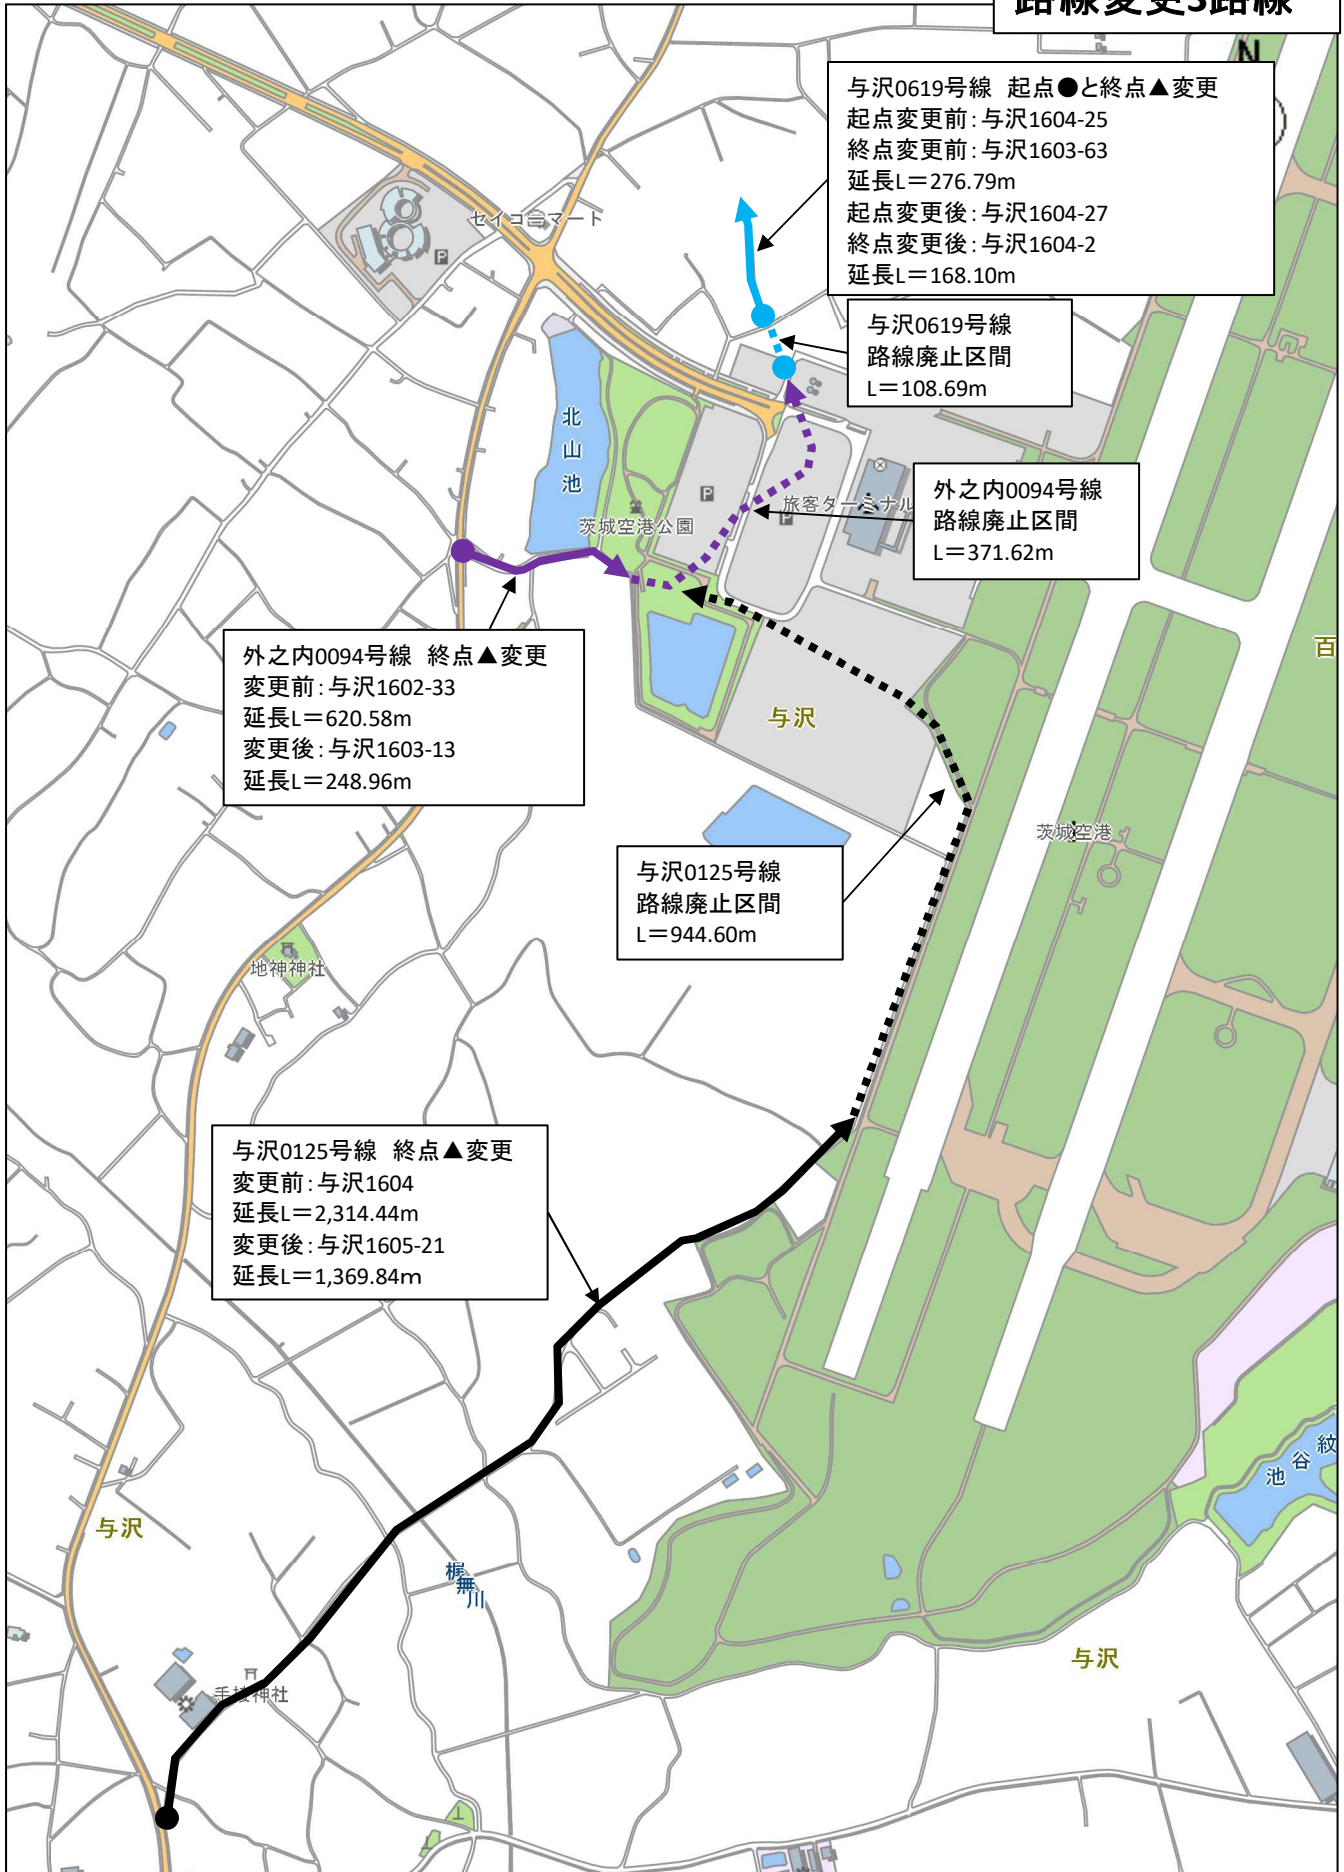 路線変更3路線
N
与沢0619号線 起点●と終点▲変更
起点変更前:与沢1604-25
終点変更前:与沢1603-63
延長L=276.79m
起点変更後:与沢1604-27
終点変更後:与沢1604-2
延長L=168.10m
セイコーマート
P
与沢0619号線
路線廃止区間
L=108.69m
北山池
P
旅客ターミナル
P
茨城空港公園
外之内0094号線
路線廃止区間
L=371.62m
外之内0094号線 終点▲変更
変更前:与沢1602-33
延長L=620.58m
変更後:与沢1603-13
延長L=248.96m
百
与沢
茨城空港
与沢0125号線
路線廃止区間
L=944.60m
地神神社
与沢0125号線 終点▲変更
変更前:与沢1604
延長L=2,314.44m
変更後:与沢1605-21
延長L=1,369.84m
池谷紋
与沢
梶無川
与沢
手接神社